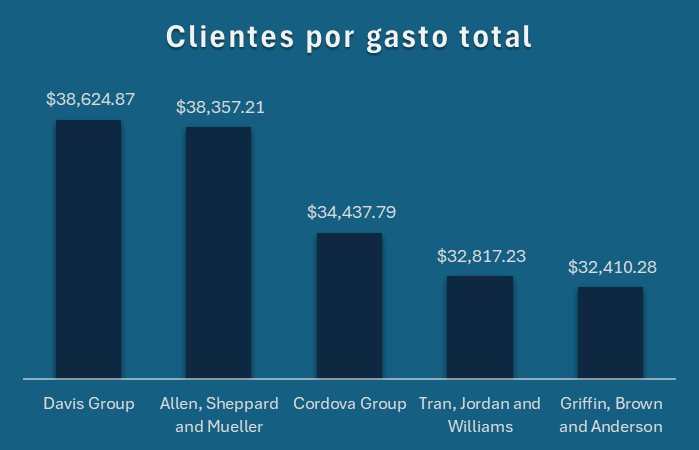 Clientes por gasto total
$38,624.87
$38,357.21
$34,437.79
$32,817.23
$32,410.28
Davis Group
Allen, Sheppard
and Mueller
Cordova Group
Tran, Jordan and
Williams
Griffin, Brown
and Anderson